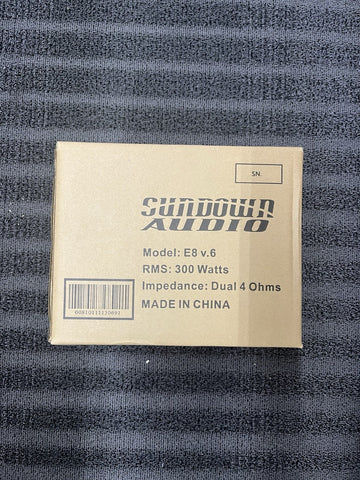 SN.
SUNDOWN
AUDIO
Model: E8 v.6
RMS: 300 Watts
Impedance: Dual 4 Ohms
MADE IN CHINA